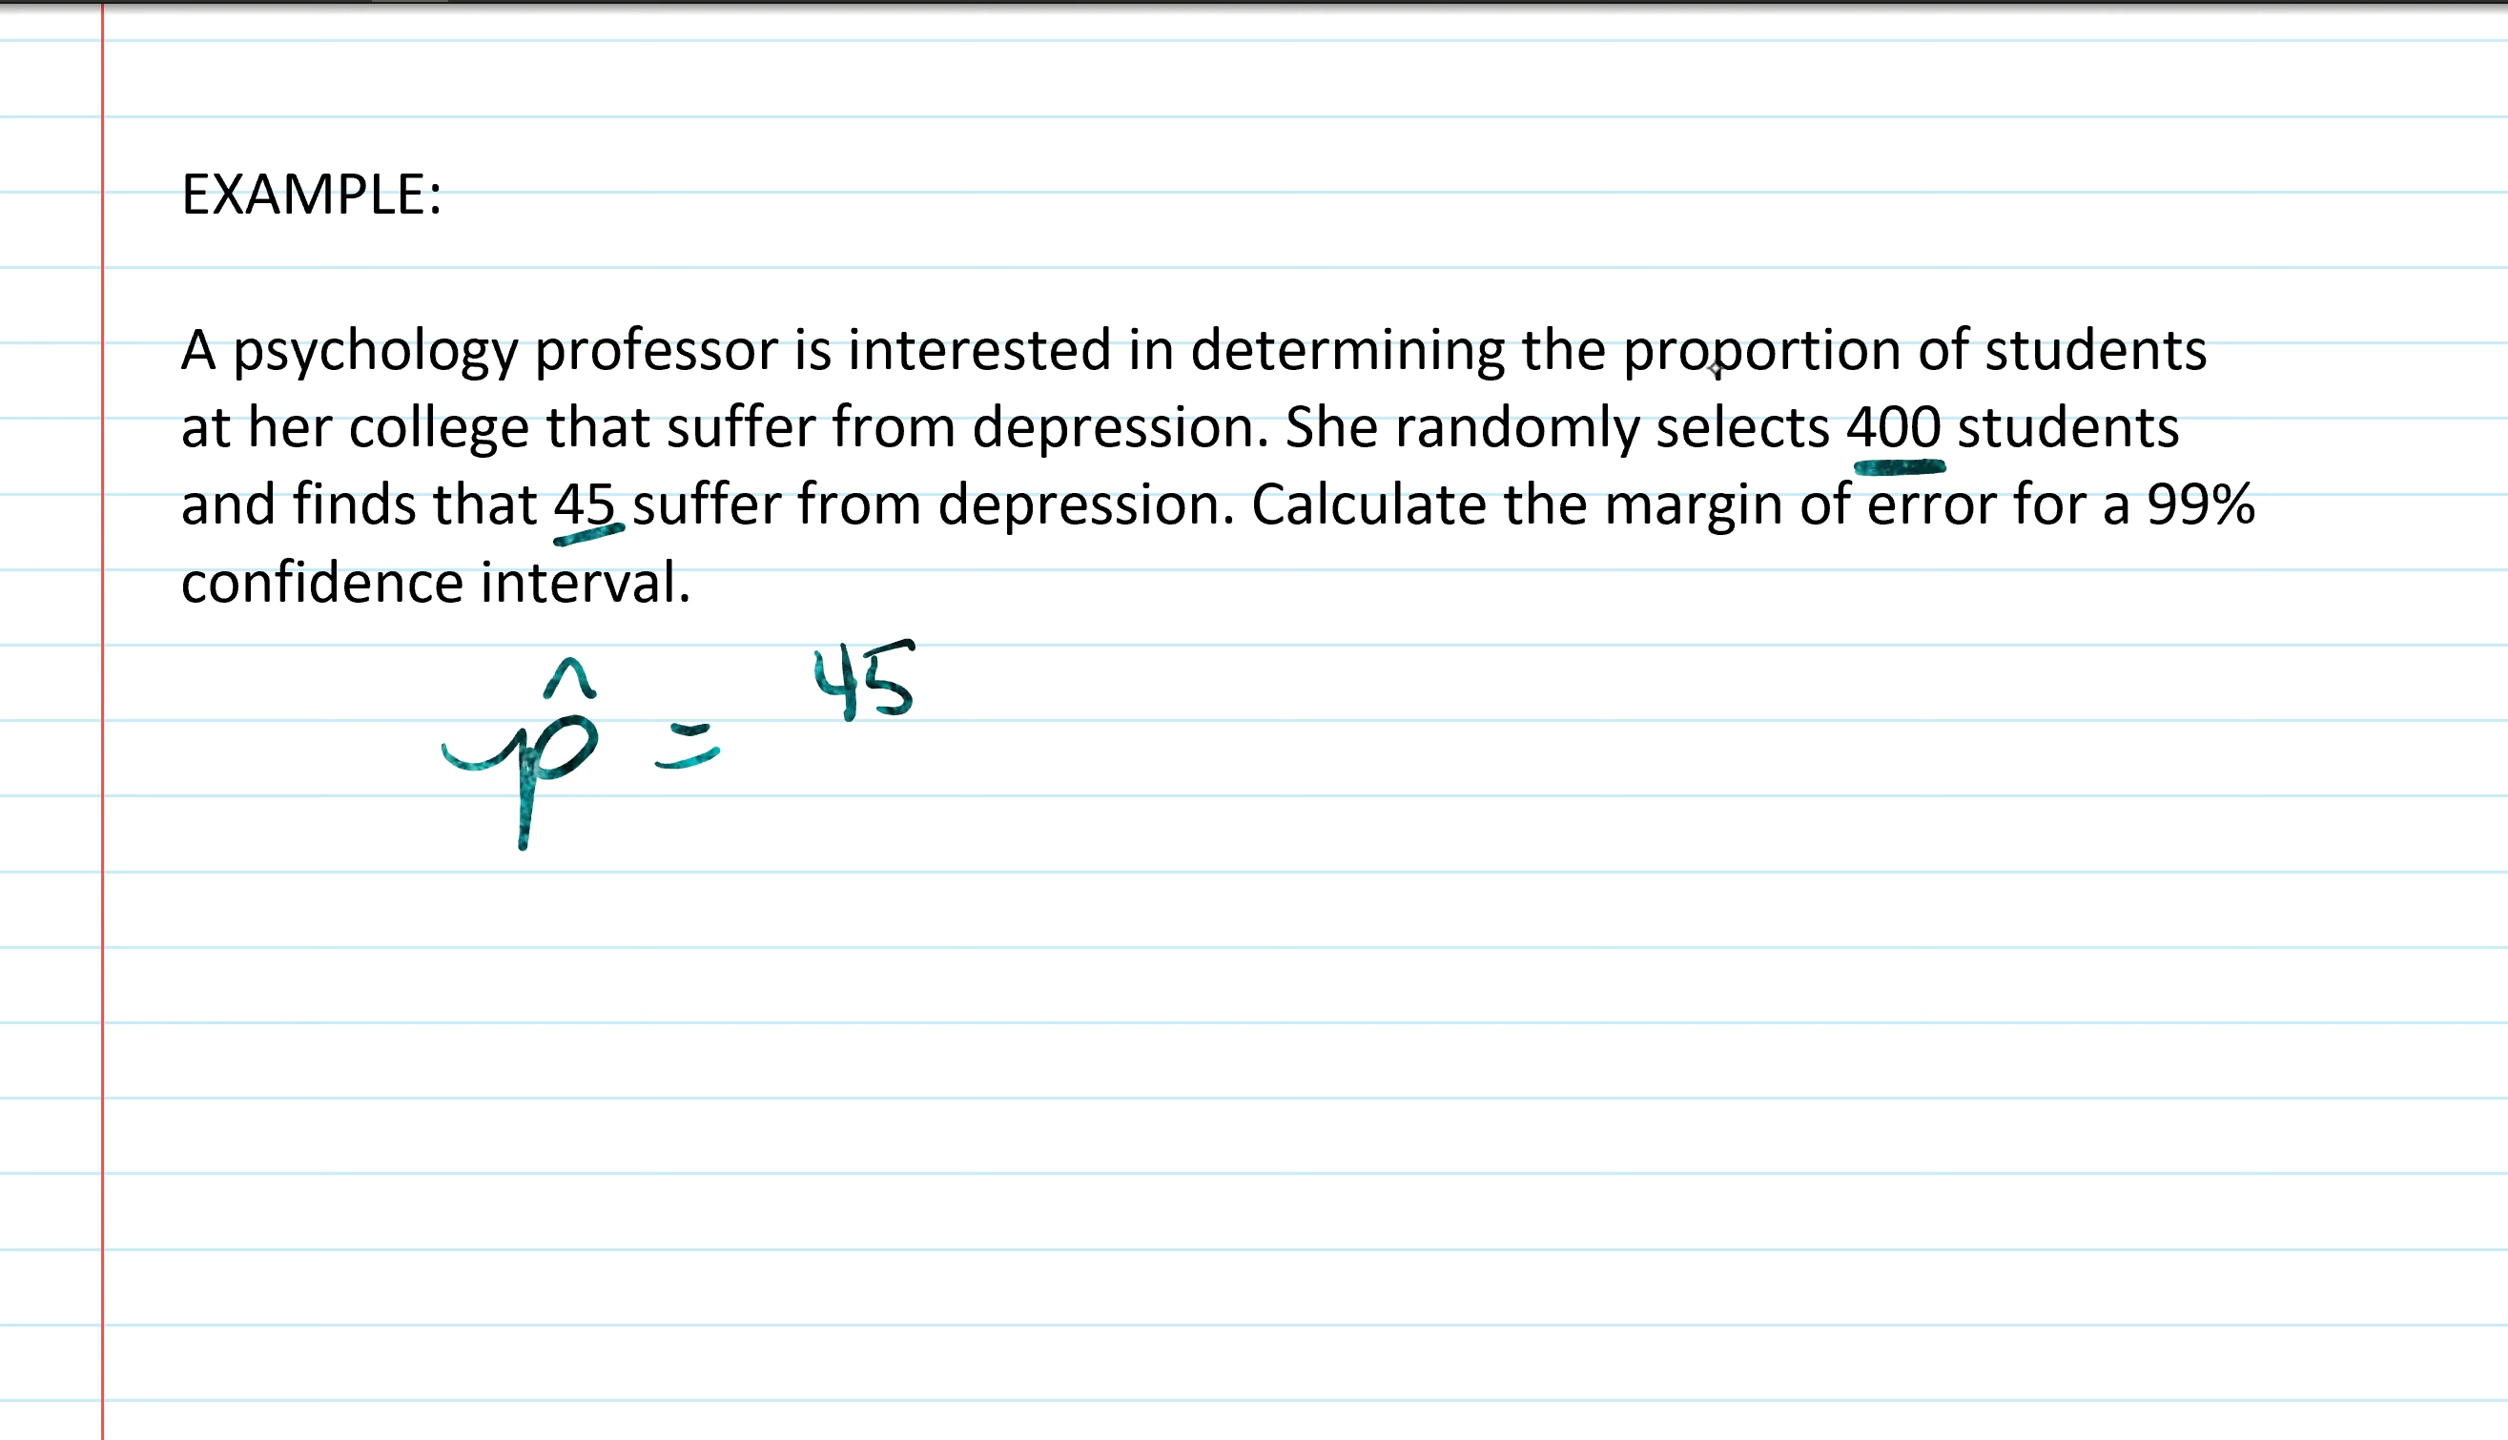 EXAMPLE:
A psychology professor is interested in determining the proportion of students
at her college that suffer from depression. She randomly selects 400 students
and finds that 45 suffer from depression. Calculate the margin of error for a 99%
confidence interval.
p̂ = 45